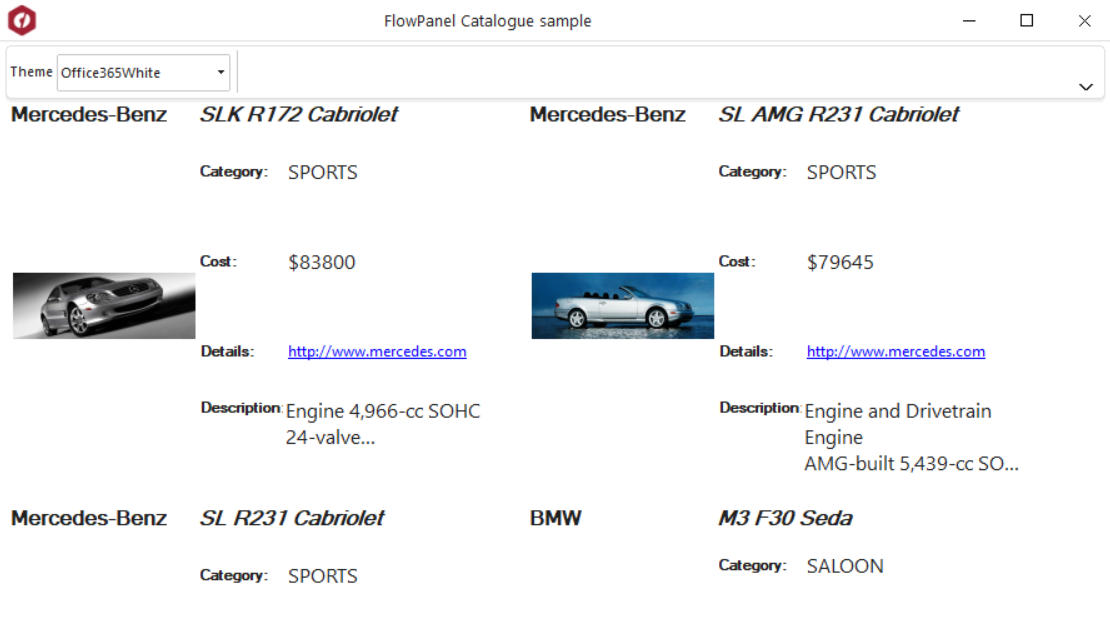 FlowPanel Catalogue sample
Theme Office365White
Mercedes-Benz SLK R172 Cabriolet
Category: SPORTS
Cost: $83800
Details: http://www.mercedes.com
Description: Engine 4,966-cc SOHC
24-valve...
Mercedes-Benz SL AMG R231 Cabriolet
Category: SPORTS
Cost: $79645
Details: http://www.mercedes.com
Description: Engine and Drivetrain
Engine
AMG-built 5,439-cc SO...
Mercedes-Benz SL R231 Cabriolet
Category: SPORTS
BMW M3 F30 Seda
Category: SALOON